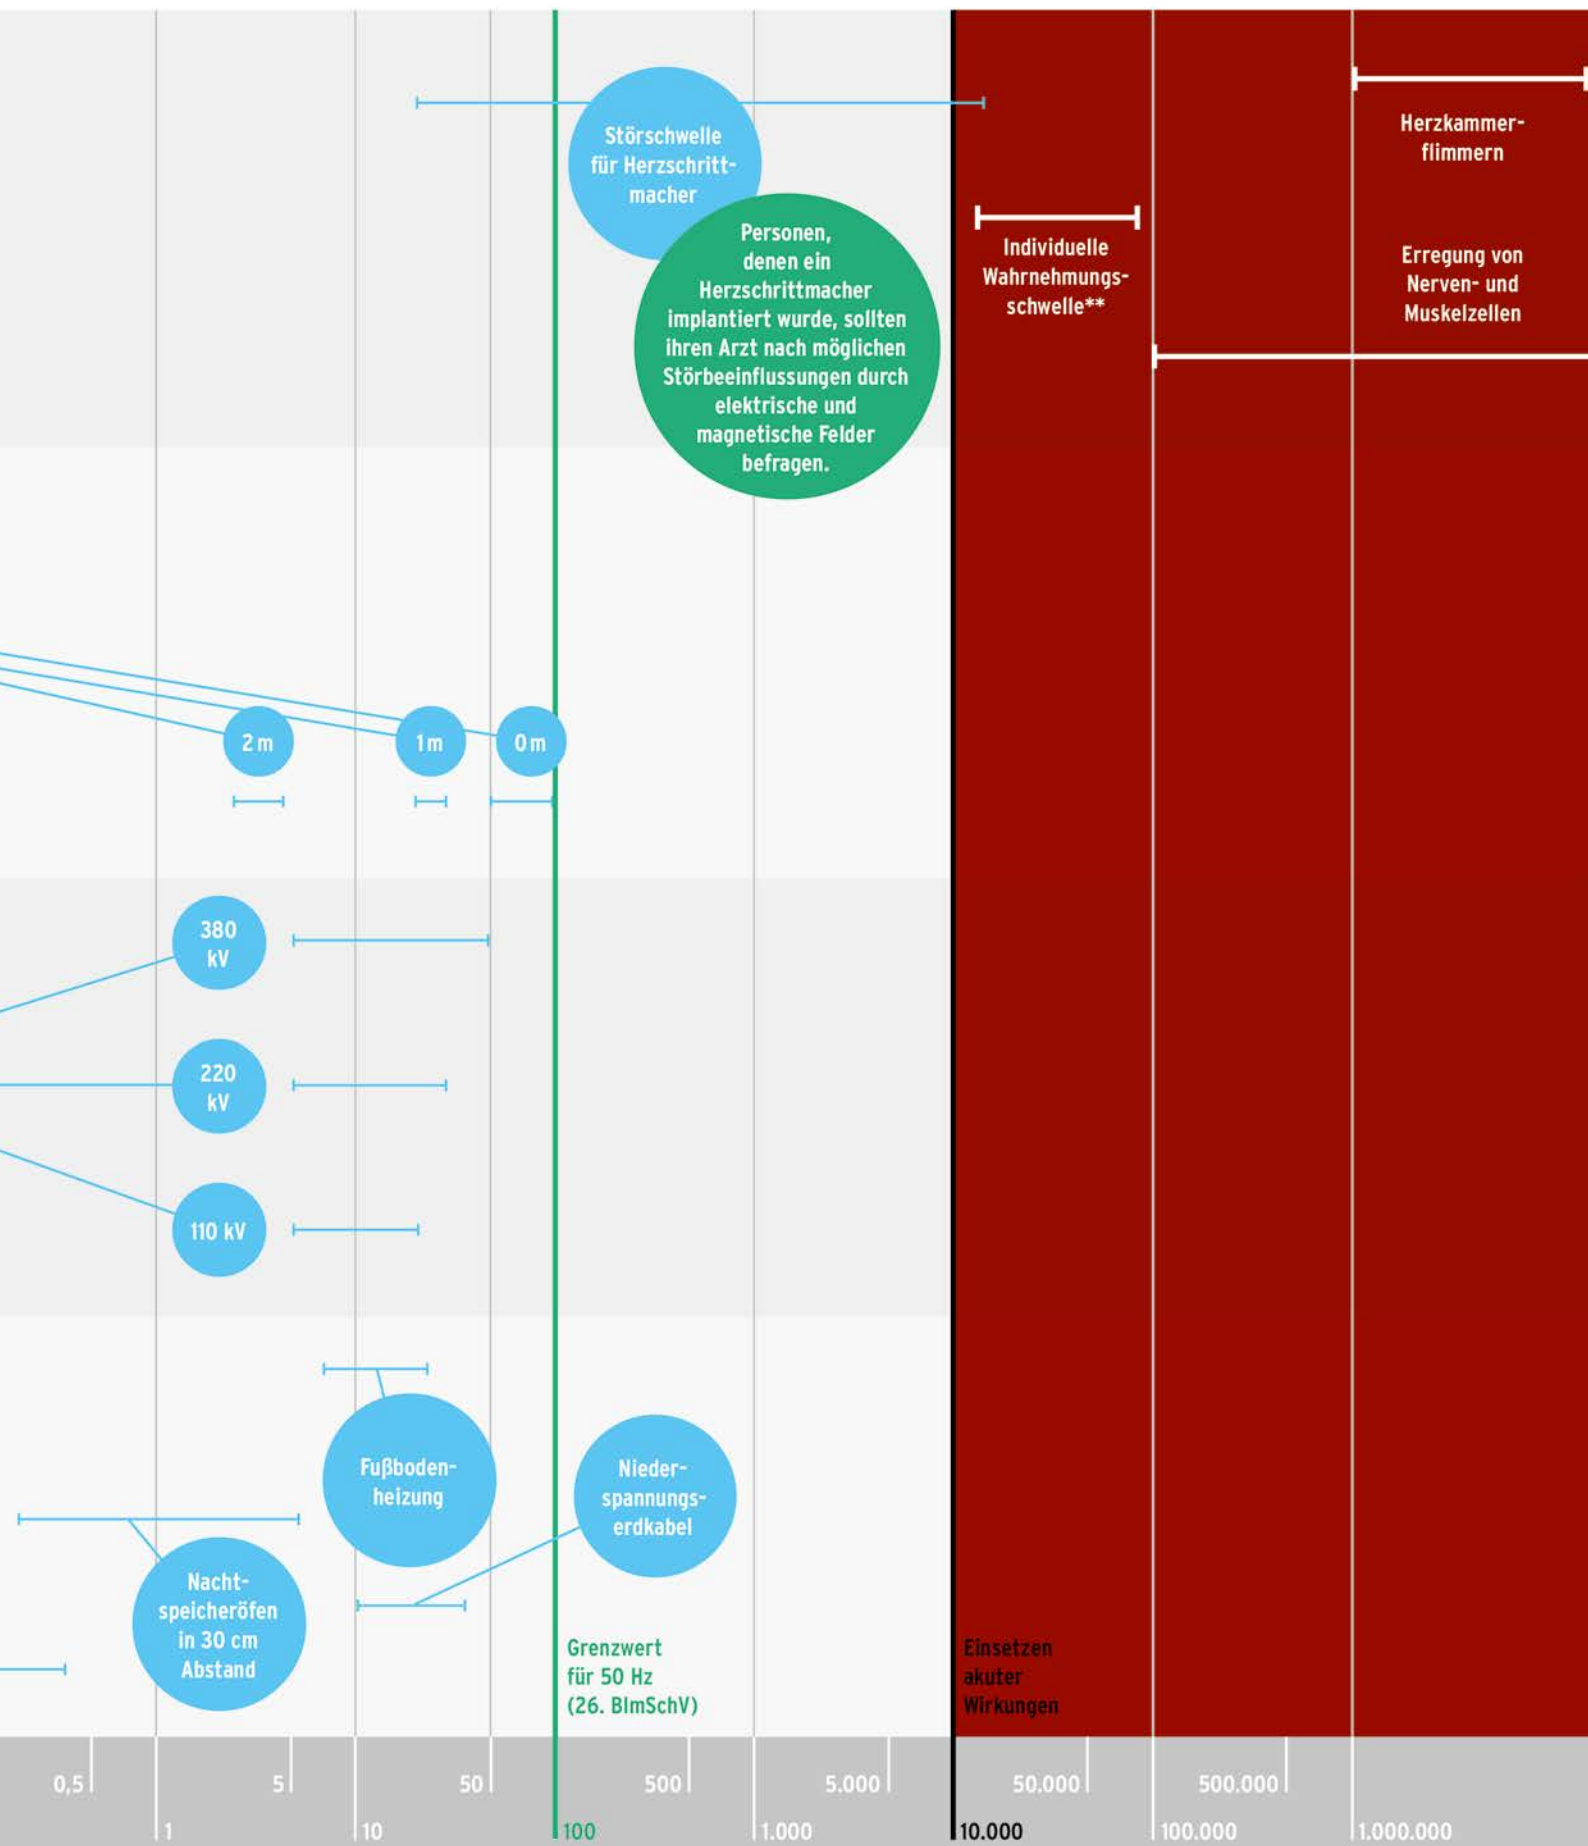 Störschwelle
für Herzschritt-
macher
Personen,
denen ein
Herzschrittmacher
implantiert wurde, sollten
ihren Arzt nach möglichen
Störbeeinflussungen durch
elektrische und
magnetische Felder
befragen.
Herzkammer-
flimmern
Individuelle
Wahrnehmungs-
schwelle**
Erregung von
Nerven- und
Muskelzellen
2 m
1 m
0 m
380
kV
220
kV
110 kV
Fußboden-
heizung
Nieder-
spannungs-
erdkabel
Nacht-
speicheröfen
in 30 cm
Abstand
Grenzwert
für 50 Hz
(26. BImSchV)
Einsetzen
akuter
Wirkungen
0,5 5 50 500 5.000 50.000 500.000
1 10 100 1.000 10.000 100.000 1.000.000